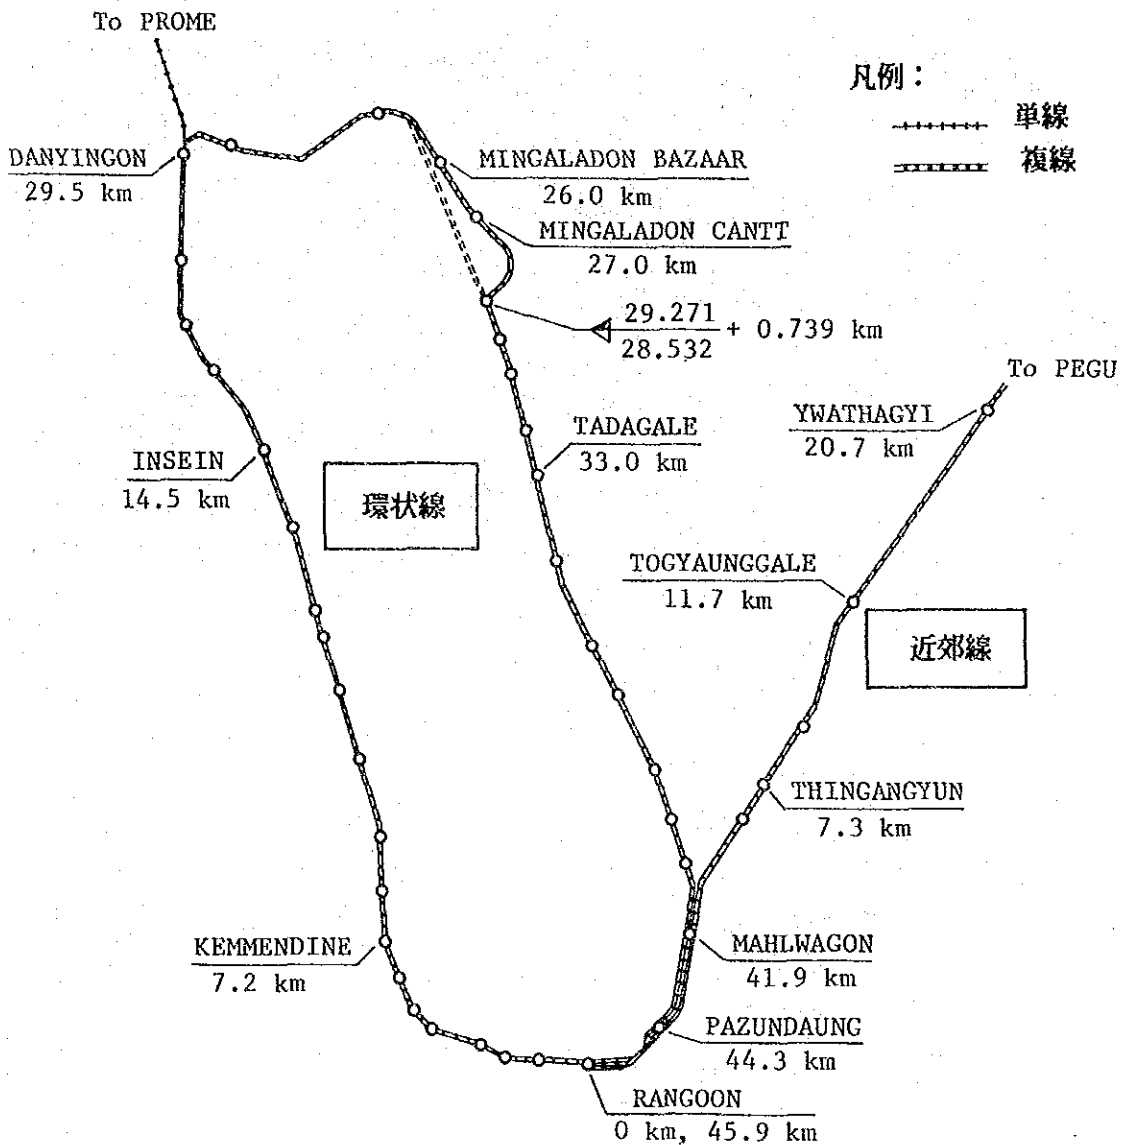 To PROME
凡例：
単線
複線
DANYINGON
29.5 km
MINGALADON BAZAAR
26.0 km
MINGALADON CANTT
27.0 km
29.271
28.532
+ 0.739 km
To PEGU
YWATHAGYI
20.7 km
TADAGALE
33.0 km
INSEIN
14.5 km
環状線
TOGYAUNGGALE
11.7 km
近郊線
THINGANGYUN
7.3 km
KEMMENDINE
7.2 km
MAHLWAGON
41.9 km
PAZUNDAUNG
44.3 km
RANGOON
0 km, 45.9 km